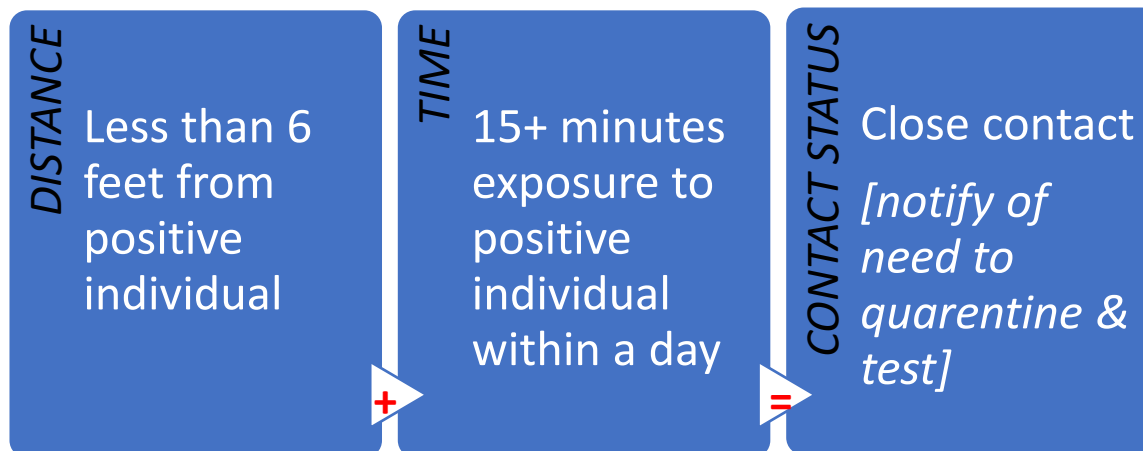 DISTANCE
Less than 6
feet from
positive
individual
+
TIME
15+ minutes
exposure to
positive
individual
within a day
=
CONTACT STATUS
Close contact
[notify of
need to
quarentine &
test]